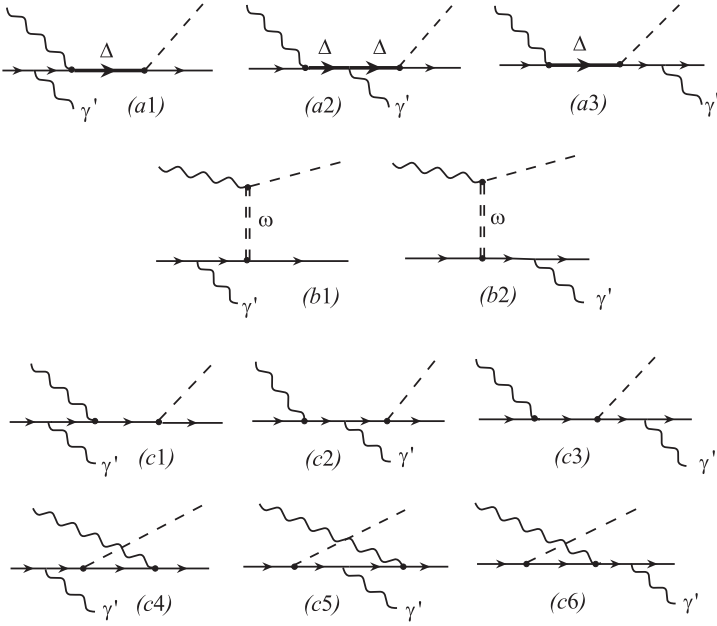 Δ
γ' (a1)
Δ Δ
γ' (a2)
Δ
γ' (a3)
ω
γ' (b1)
ω
(b2) γ'
γ' (c1)
(c2) γ'
(c3) γ'
γ' (c4)
(c5) γ'
(c6) γ'